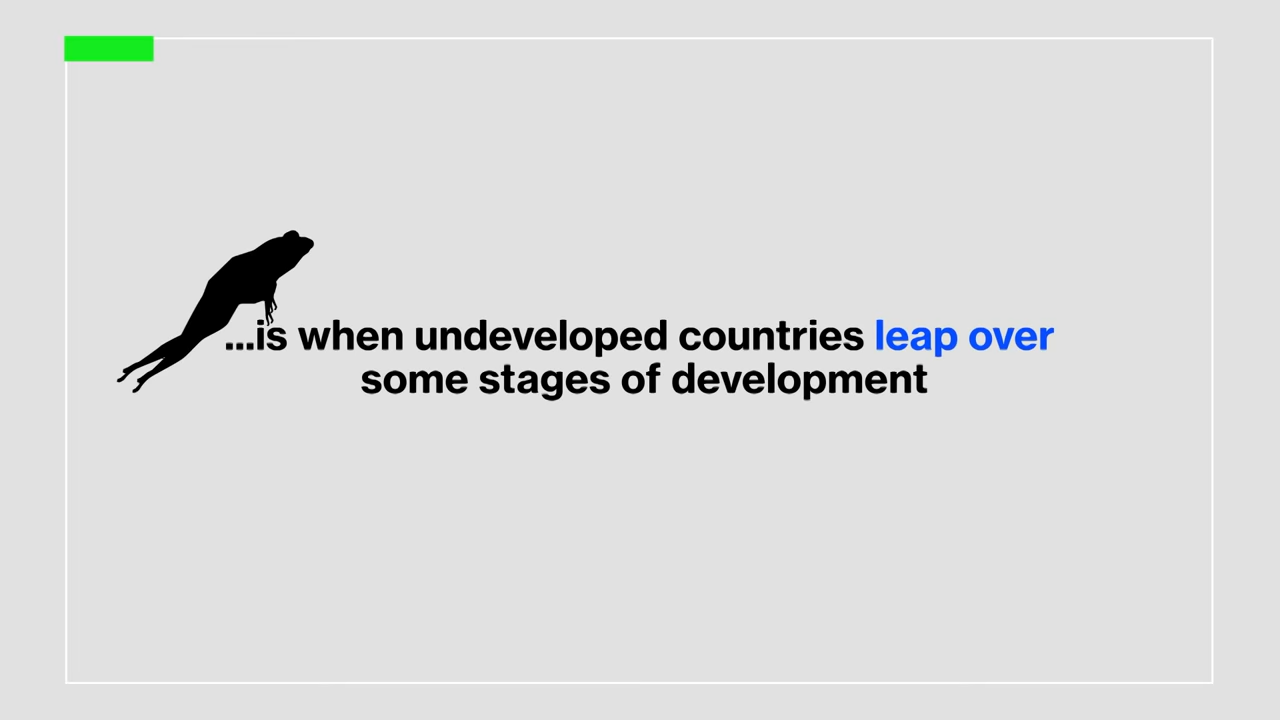 ...is when undeveloped countries leap over
some stages of development